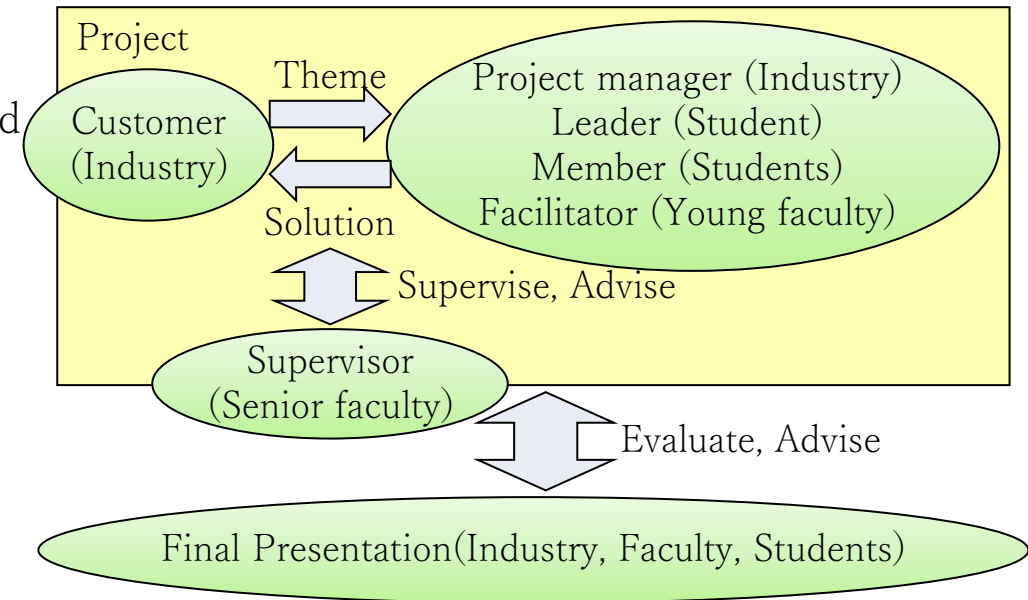 Project
Theme
d
Customer
(Industry)
Project manager (Industry)
Leader (Student)
Member (Students)
Facilitator (Young faculty)
Solution
Supervise, Advise
Supervisor
(Senior faculty)
Evaluate, Advise
Final Presentation(Industry, Faculty, Students)